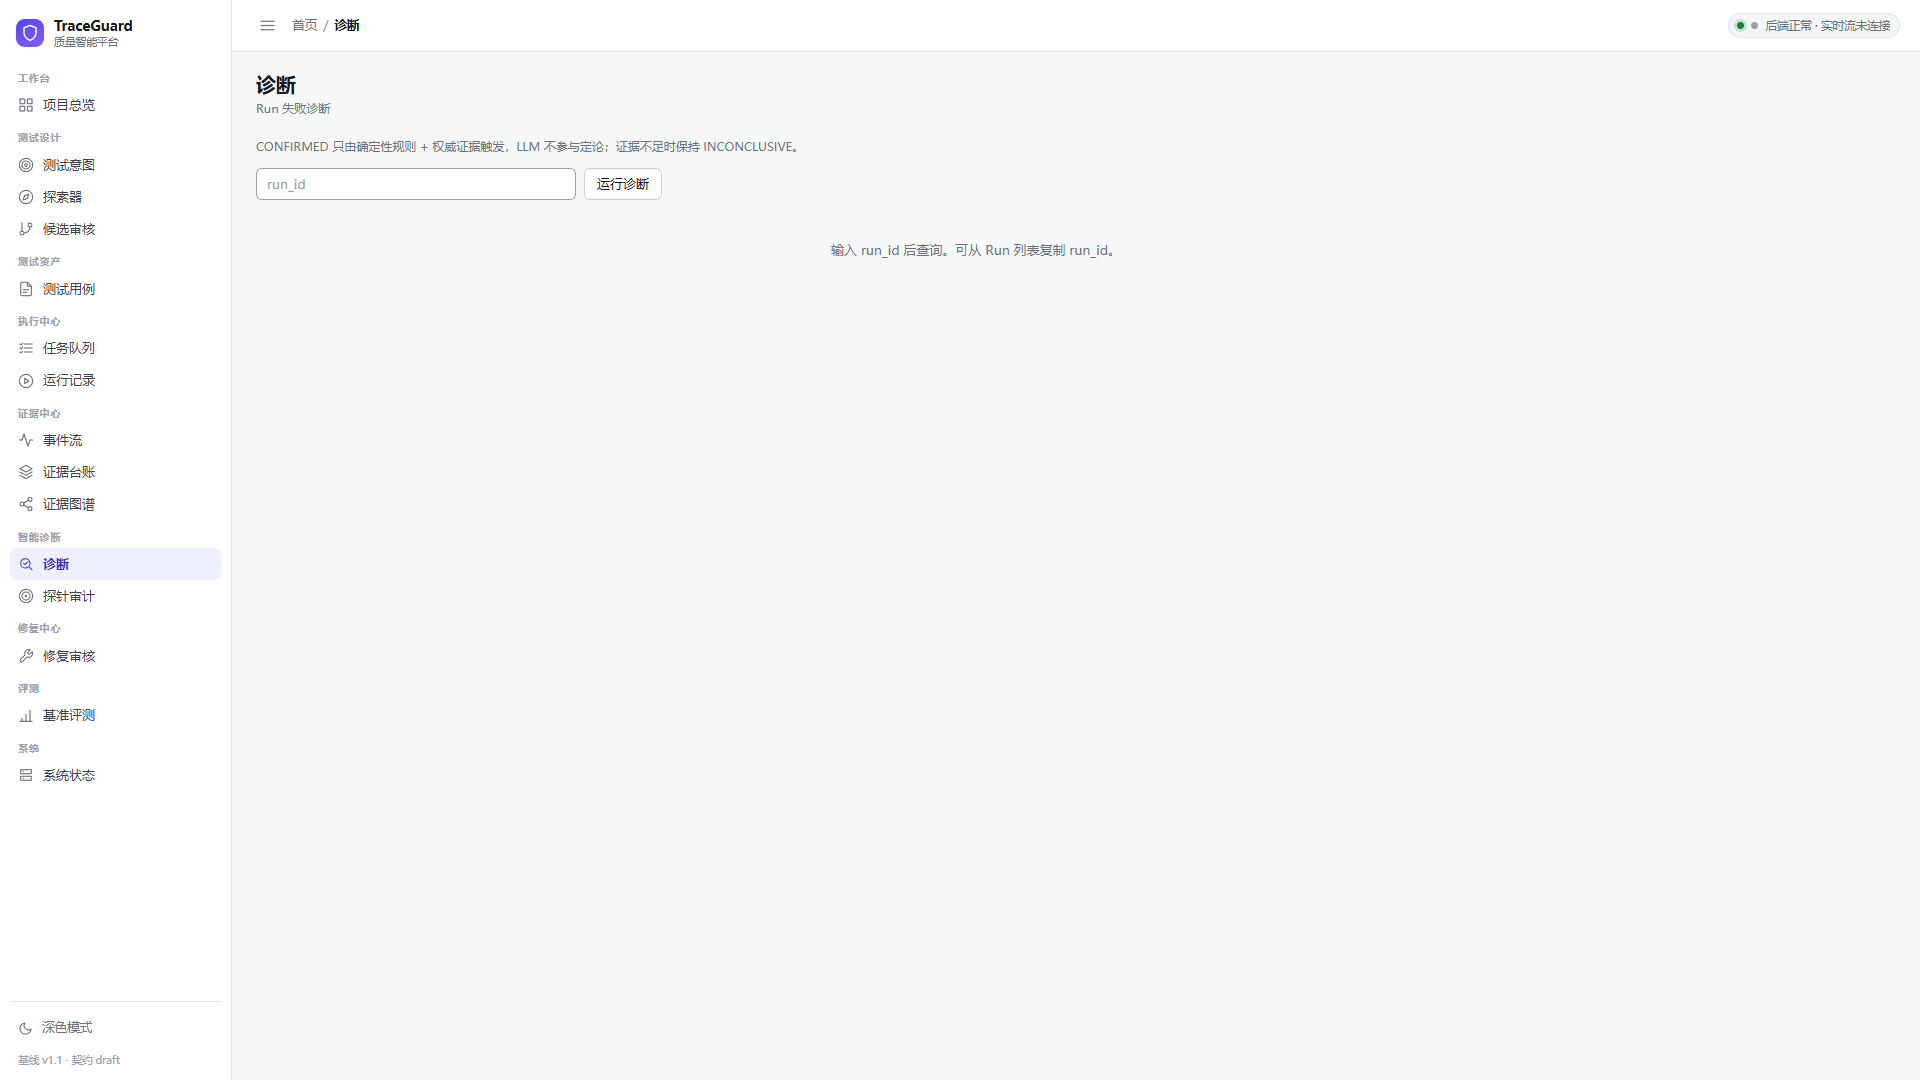 TraceGuard
质量智能平台
工作台
项目总览
测试设计
测试意图
探索器
候选审核
测试资产
测试用例
执行中心
任务队列
运行记录
证据中心
事件流
证据台账
证据图谱
智能诊断
诊断
探针审计
修复中心
修复审核
评测
基准评测
系统
系统状态
深色模式
基线 v1.1 · 契约 draft
首页 / 诊断
后端正常 · 实时流未连接
诊断
Run 失败诊断
CONFIRMED 只由确定性规则 + 权威证据触发，LLM 不参与定论；证据不足时保持 INCONCLUSIVE。
run_id
运行诊断
输入 run_id 后查询。可从 Run 列表复制 run_id。